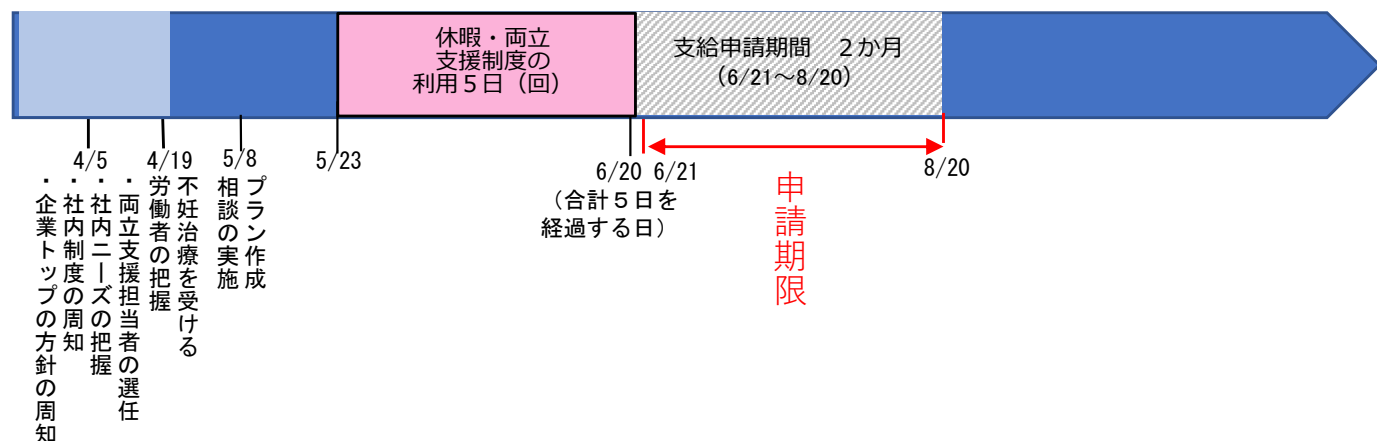 休暇・両立
支援制度の
利用５日（回）
支給申請期間　２か月
（6/21～8/20）
4/5
4/19
5/8
5/23
6/20
6/21
8/20
（合計５日を
経過する日）
申請期限
プラン作成
相談の実施
不妊治療を受ける
労働者の把握
・両立支援担当者の選任
・社内ニーズの把握
・社内制度の周知
・企業トップの方針の周知